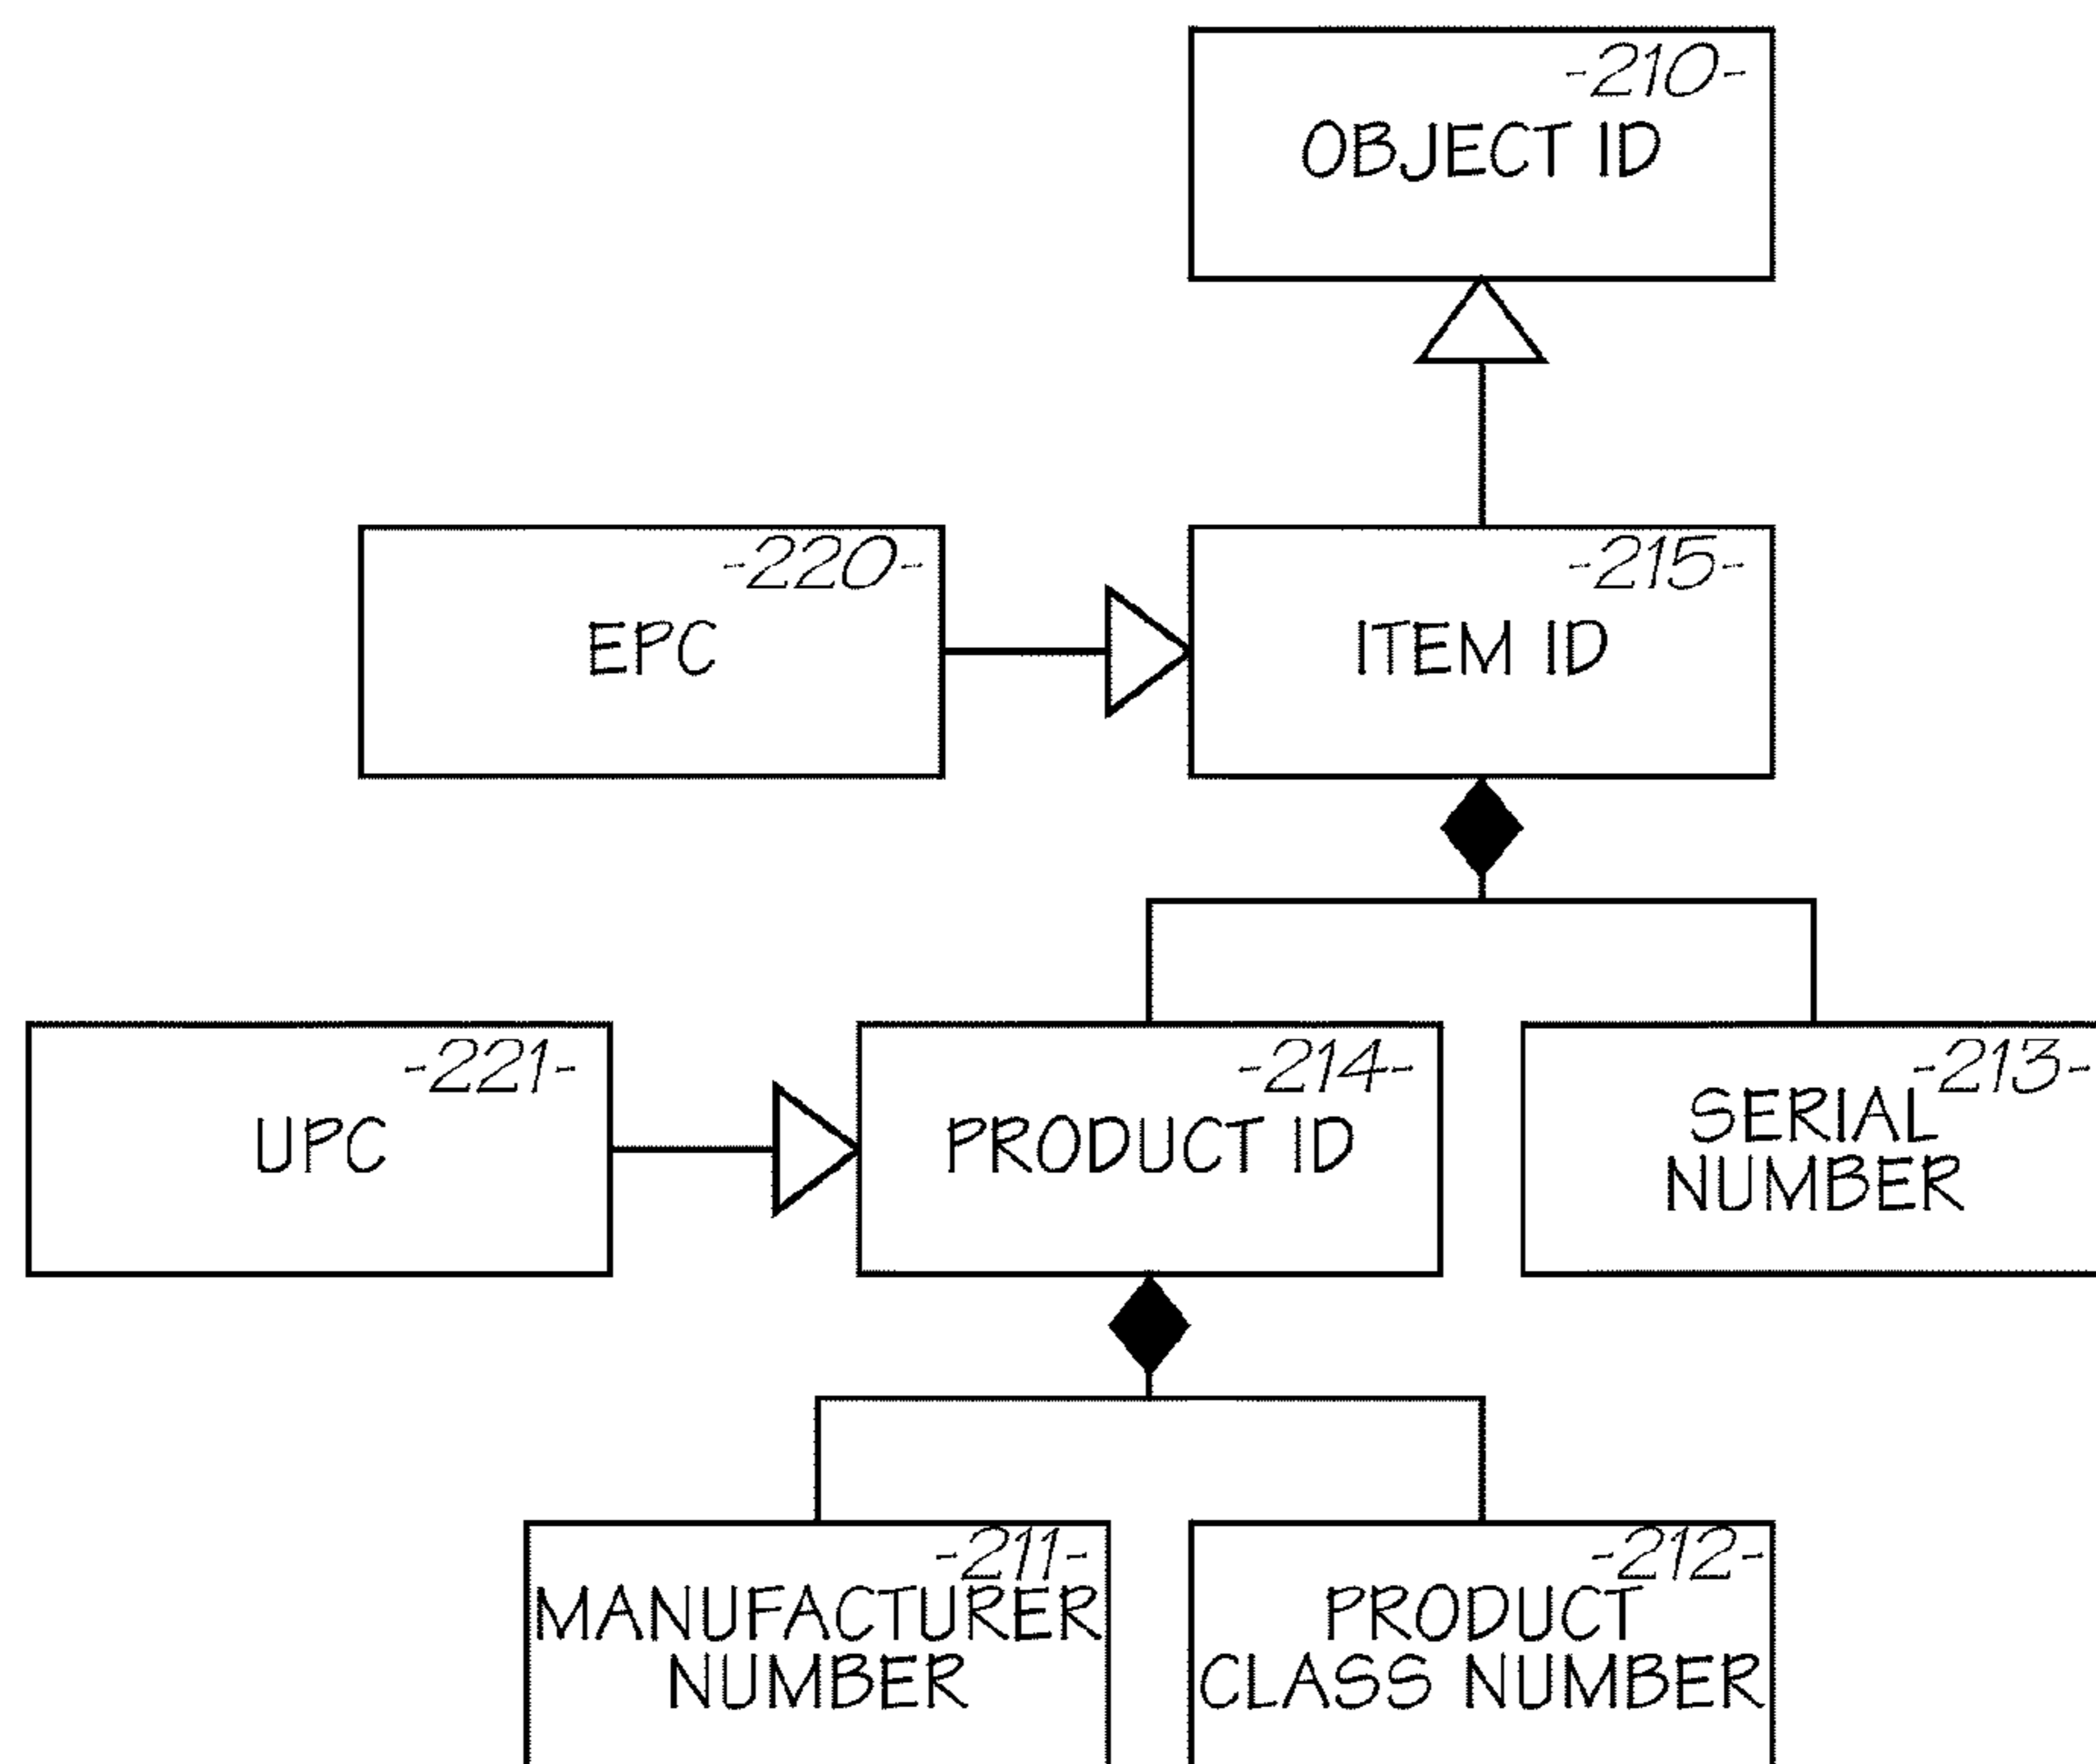 -210-
OBJECT ID
-220-
EPC
-215-
ITEM ID
-221-
UPC
-214-
PRODUCT ID
-213-
SERIAL
NUMBER
-211-
MANUFACTURER
NUMBER
-212-
PRODUCT
CLASS NUMBER